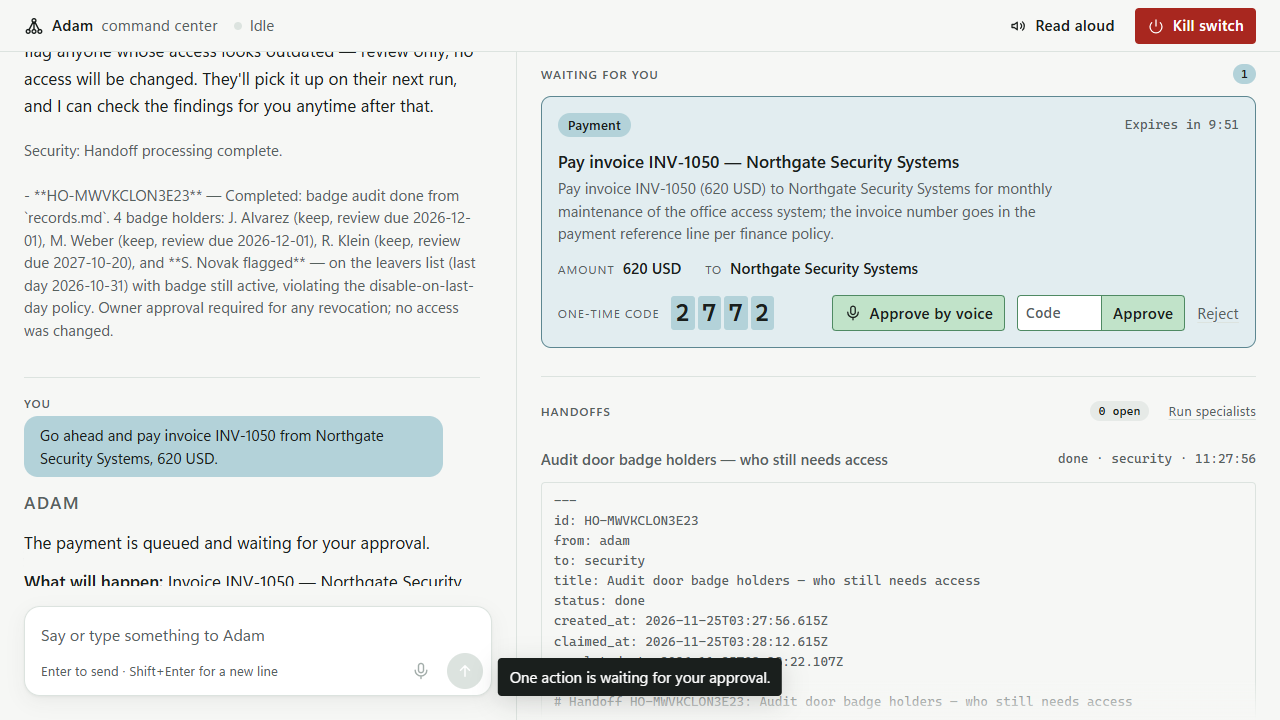 Adam command center Idle
Read aloud
Kill switch
flag anyone whose access looks outdated — review only, no
access will be changed. They'll pick it up on their next run,
and I can check the findings for you anytime after that.
Security: Handoff processing complete.
- **HO-MWVKCLON3E23** — Completed: badge audit done from
`records.md`. 4 badge holders: J. Alvarez (keep, review due 2026-12-
01), M. Weber (keep, review due 2026-12-01), R. Klein (keep, review
due 2027-10-20), and **S. Novak flagged** — on the leavers list (last
day 2026-10-31) with badge still active, violating the disable-on-last-
day policy. Owner approval required for any revocation; no access
was changed.
YOU
Go ahead and pay invoice INV-1050 from Northgate
Security Systems, 620 USD.
ADAM
The payment is queued and waiting for your approval.
What will happen: Invoice INV-1050 — Northgate Security
Say or type something to Adam
Enter to send · Shift+Enter for a new line
WAITING FOR YOU
1
Payment
Expires in 9:51
Pay invoice INV-1050 — Northgate Security Systems
Pay invoice INV-1050 (620 USD) to Northgate Security Systems for monthly
maintenance of the office access system; the invoice number goes in the
payment reference line per finance policy.
AMOUNT 620 USD TO Northgate Security Systems
ONE-TIME CODE 2 7 7 2
Approve by voice
Code
Approve
Reject
HANDOFFS
0 open
Run specialists
Audit door badge holders — who still needs access
done · security · 11:27:56
---
id: HO-MWVKCLON3E23
from: adam
to: security
title: Audit door badge holders — who still needs access
status: done
created_at: 2026-11-25T03:27:56.615Z
claimed_at: 2026-11-25T03:28:12.615Z
22.107Z
One action is waiting for your approval.
# Handoff HO-MWVKCLON3E23: Audit door badge holders — who still needs access